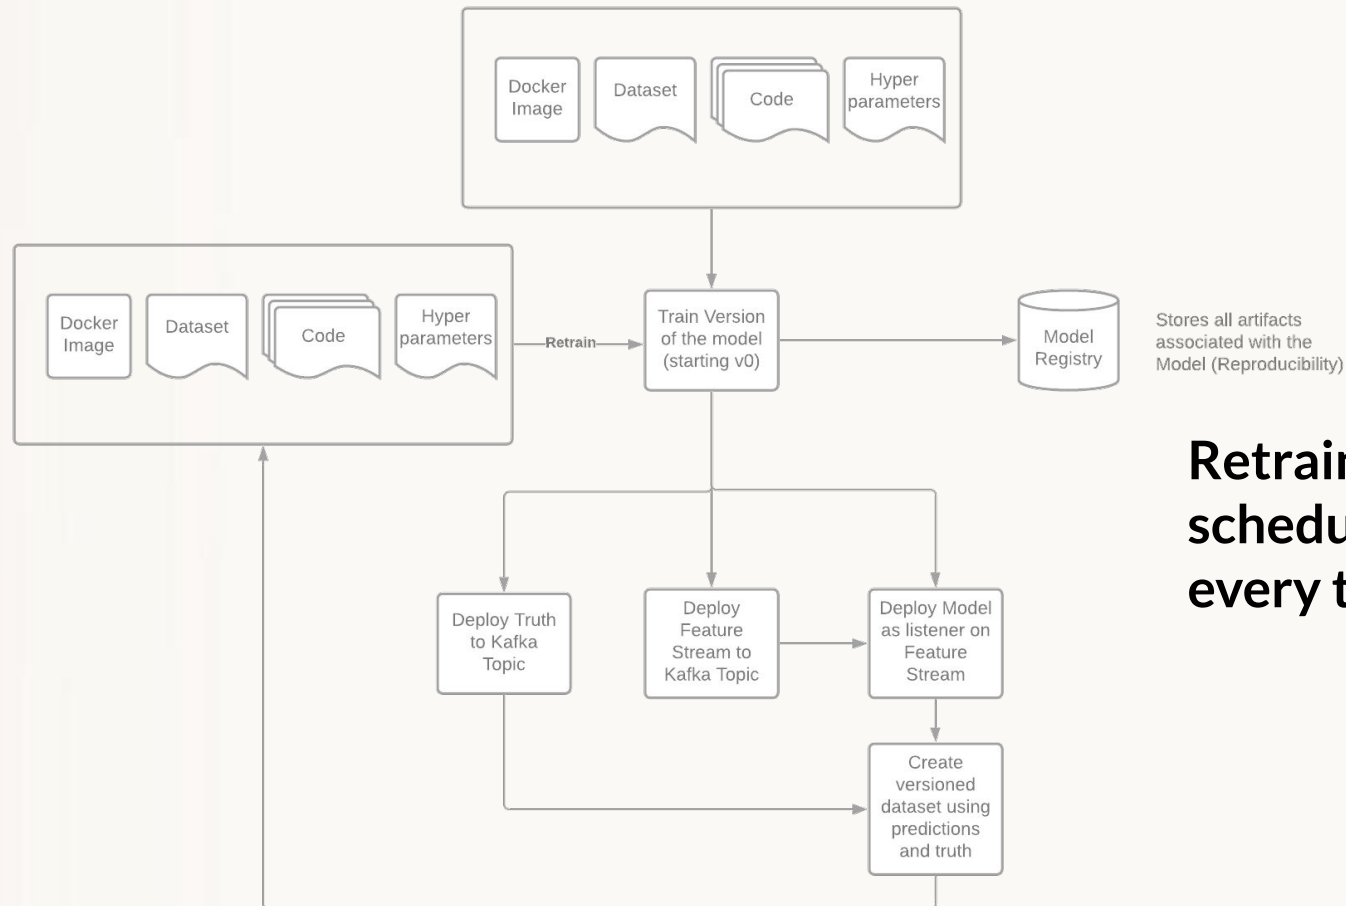 Docker
Image
Dataset
Code
Hyper
parameters
Docker
Image
Dataset
Code
Hyper
parameters
Retrain
Train Version
of the model
(starting v0)
Model
Registry
Stores all artifacts
associated with the
Model (Reproducibility)
every
Deploy Truth
to Kafka
Topic
Deploy
Feature
Stream to
Kafka Topic
Deploy Model
as listener on
Feature
Stream
Create
versioned
dataset using
predictions
and truth